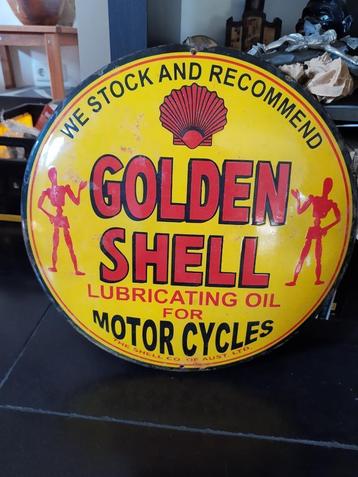 WE STOCK AND RECOMMEND
GOLDEN
SHELL
LUBRICATING OIL
FOR
MOTOR CYCLES
THE SHELL CO. OF AUST. LTD.